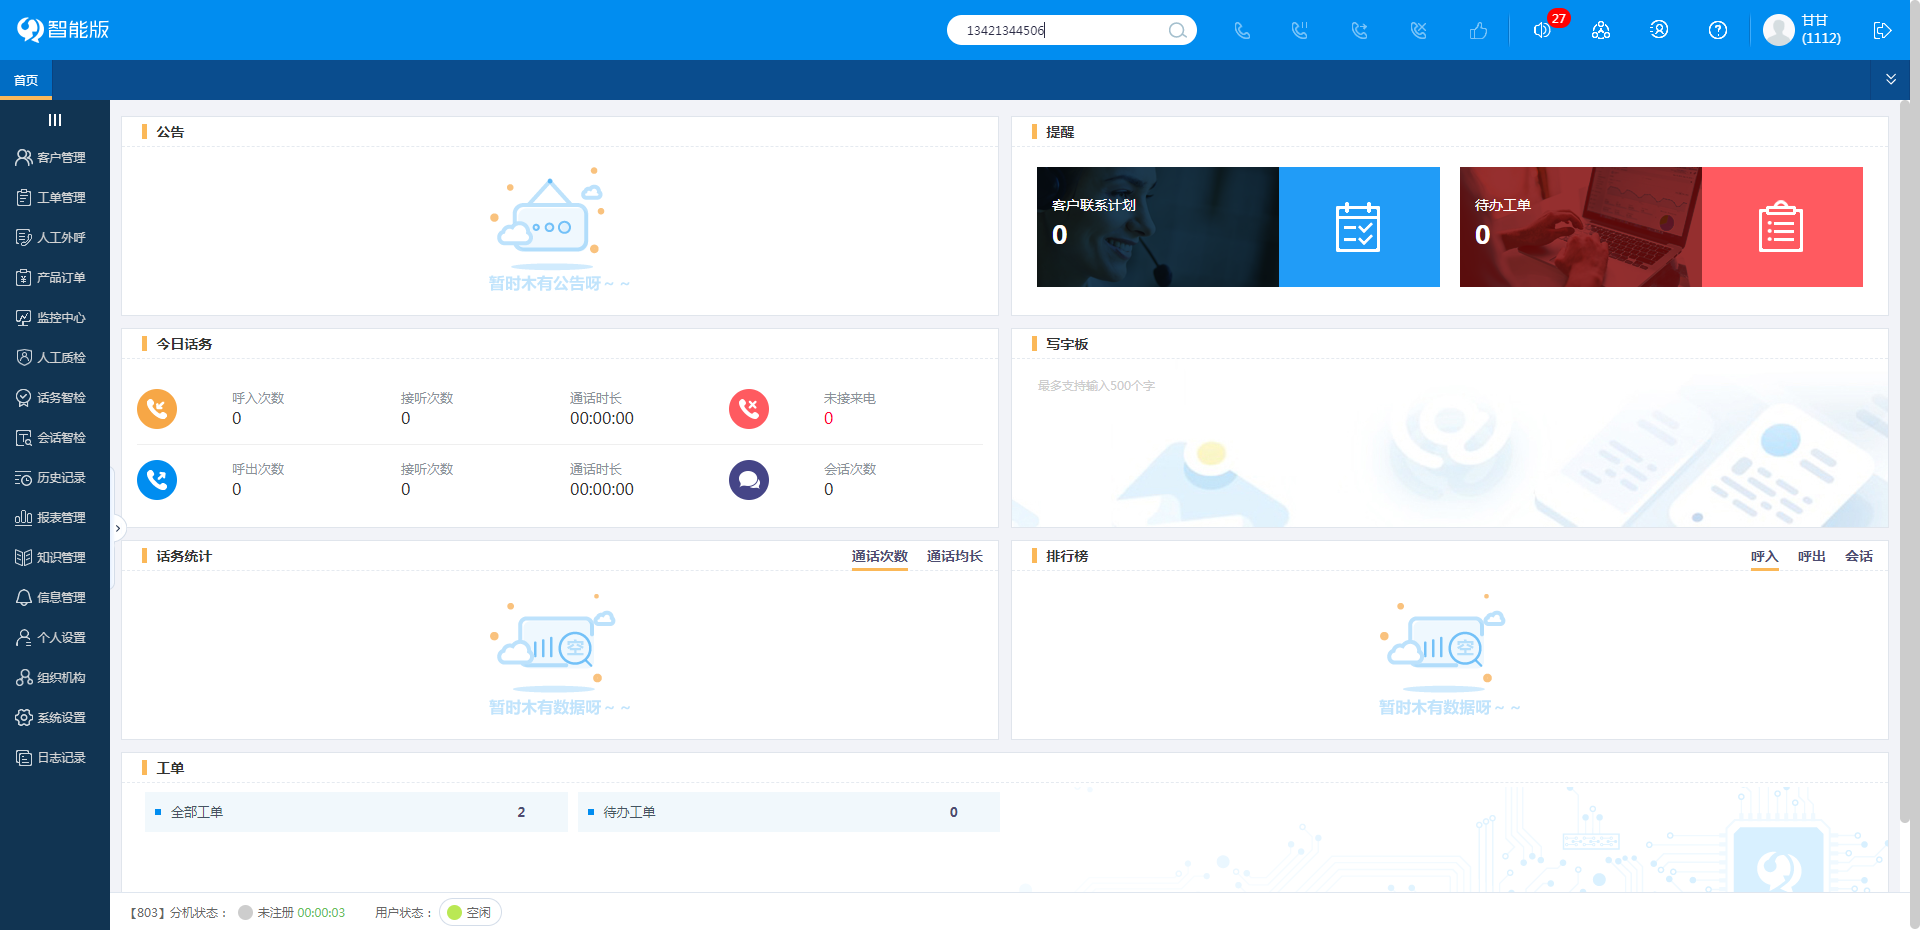 智能版
13421344506
27
甘甘
(1112)
首页
客户管理
工单管理
人工外呼
产品订单
监控中心
人工质检
话务智检
会话智检
历史记录
报表管理
知识管理
信息管理
个人设置
组织机构
系统设置
日志记录
公告
暂时木有公告呀~ ~
提醒
客户联系计划
0
待办工单
0
今日话务
呼入次数 接听次数 通话时长 未接来电
0 0 00:00:00 0
呼出次数 接听次数 通话时长 会话次数
0 0 00:00:00 0
写字板
最多支持输入500个字
话务统计 通话次数 通话均长
空
暂时木有数据呀~ ~
排行榜 呼入 呼出 会话
空
暂时木有数据呀~ ~
工单
全部工单 2 待办工单 0
【803】分机状态： 未注册 00:00:03 用户状态： 空闲